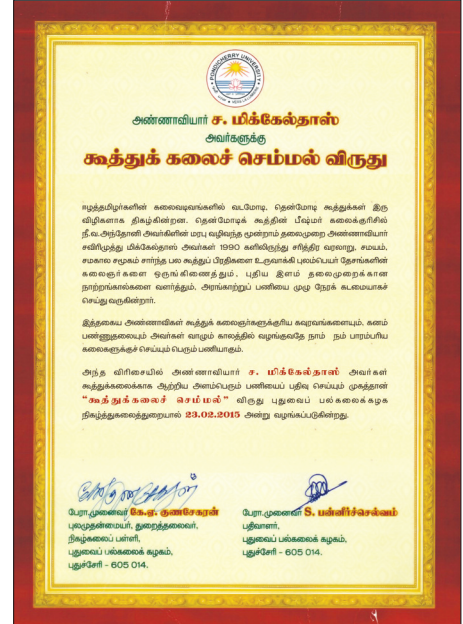 PONDICHERRY UNIVERSITY
அண்ணாவியார் ச. மிக்கேல்தாஸ்
அவர்களுக்கு
கூத்துக் கலைச் செம்மல் விருது
ஈழத்தமிழர்களின் கலைவடிவங்களில் வடமோடி, தென்மோடி கூத்துக்கள் இரு
விழிகளாக திகழ்கின்றன. தென்மோடிக் கூத்தின் பீஷ்மர் கலைக்குரிசில்
நீ.வ.அந்தோனி அவர்களின் மரபு வழிவந்த மூன்றாம் தலைமுறை அண்ணாவியார்
சவிரிமுத்து மிக்கேல்தாஸ் அவர்கள் 1990 களிலிருந்து சரித்திர வரலாறு, சமயம்,
சமகால சமூகம் சார்ந்த பல கூத்துப் பிரதிகளை உருவாக்கி புலம்பெயர் தேசங்களின்
கலைஞர்களை ஒருங்கிணைத்தும், புதிய இளம் தலைமுறைக்கான
நாற்றங்கால்களை வளர்த்தும், அரங்காற்றுப் பணியை முழு நேரக் கடமையாகச்
செய்து வருகின்றார்.
இத்தகைய அண்ணாவிகள் கூத்துக் கலைஞர்களுக்குரிய கவுரவங்களையும், கனம்
பண்ணுதலையும் அவர்கள் வாழும் காலத்தில் வழங்குவதே நாம் நம் பாரம்பரிய
கலைகளுக்குச் செய்யும் பெரும் பணியாகும்.
அந்த விரிசையில் அண்ணாவியார் ச. மிக்கேல்தாஸ் அவர்கள்
கூத்துக்கலைக்காக ஆற்றிய அளம்பெரும் பணியைப் பதிவு செய்யும் முகத்தான்
"கூத்துக்கலைச் செம்மல்" விருது புதுவைப் பல்கலைக்கழக
நிகழ்த்துகலைத்துறையால் 23.02.2015 அன்று வழங்கப்படுகின்றது.
பேரா.முனைவர் கே.ஏ. குணசேகரன்
புலமுதன்மையர், துறைத்தலைவர்,
நிகழ்கலைப் பள்ளி,
புதுவைப் பல்கலைக் கழகம்,
புதுச்சேரி - 605 014.
பேரா.முனைவர் S. பன்னீர்ச்செல்வம்
பதிவாளர்,
புதுவைப் பல்கலைக் கழகம்,
புதுச்சேரி - 605 014.